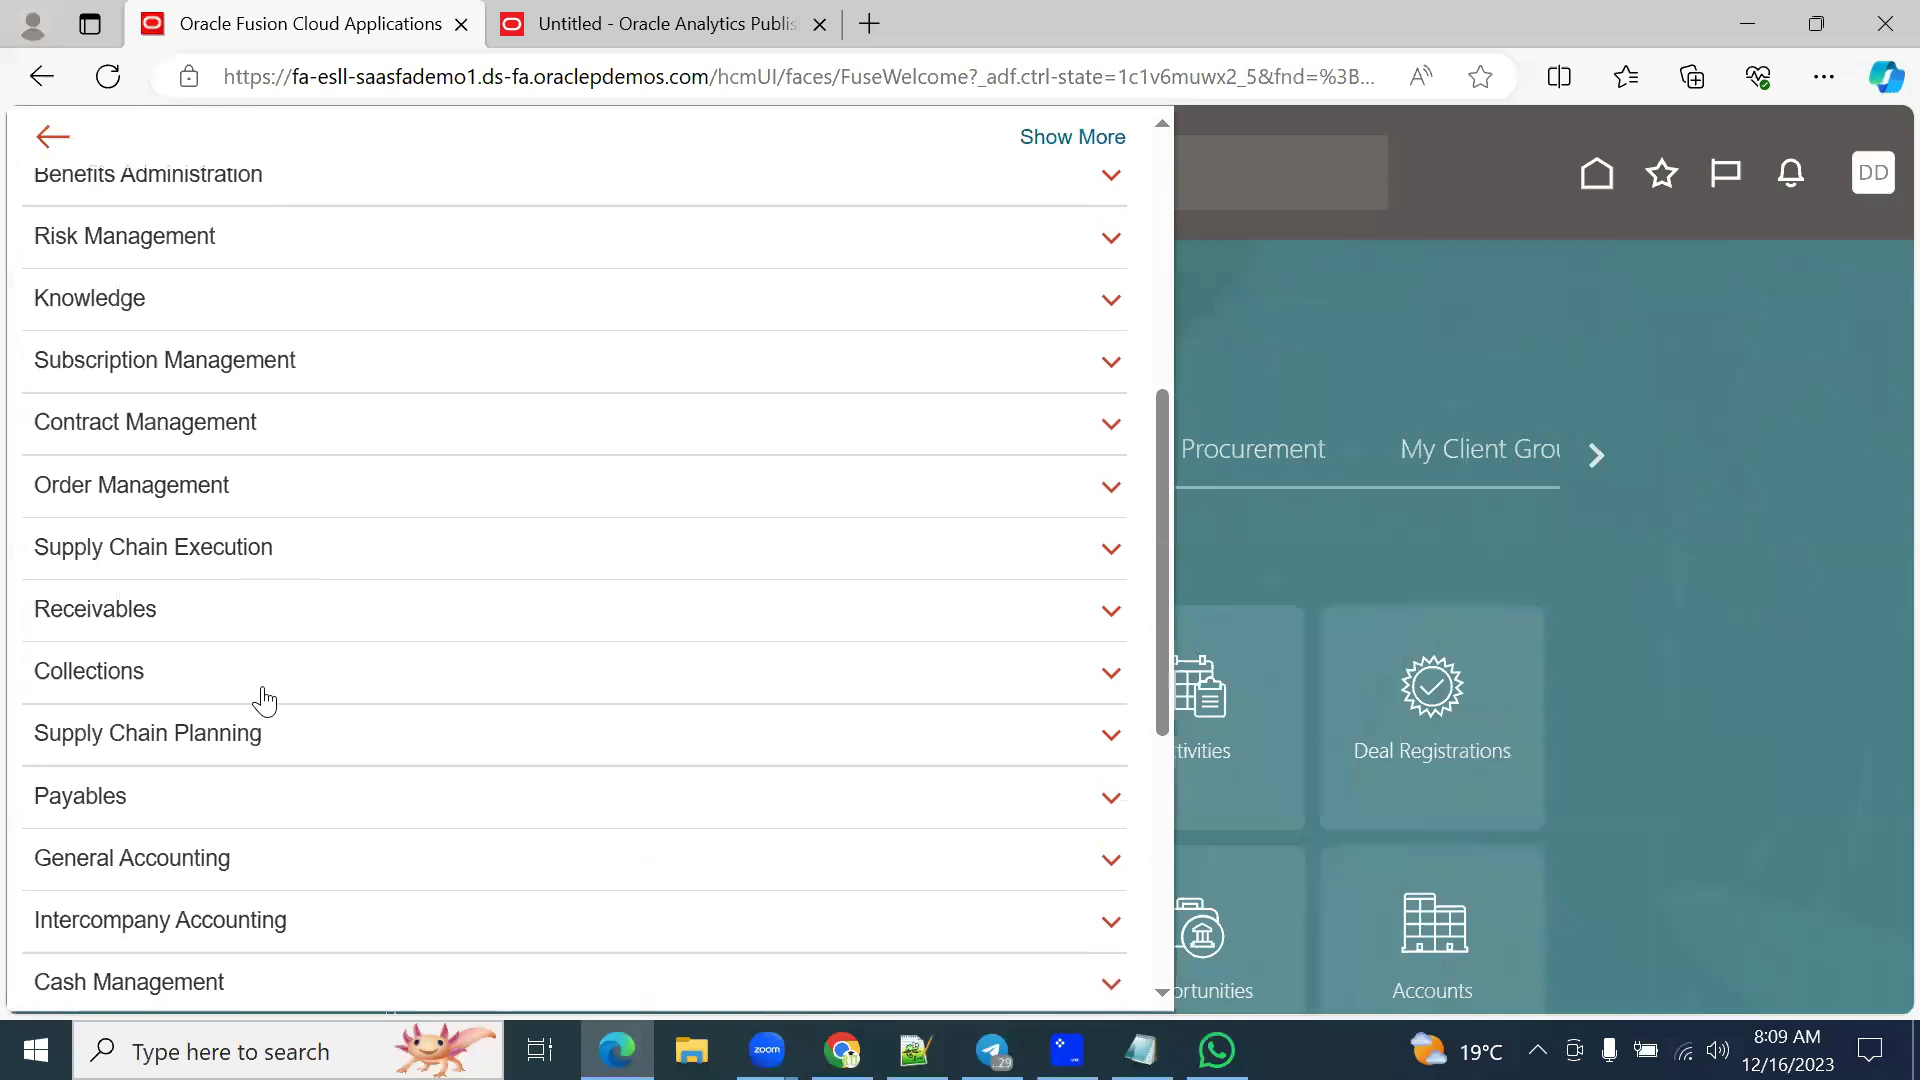 Oracle Fusion Cloud Applications
Untitled - Oracle Analytics Publis
https://fa-esll-saasfademo1.ds-fa.oraclepdemos.com/hcmUI/faces/FuseWelcome?_adf.ctrl-state=1c1v6muwx2_5&fnd=%3B...
Show More
DD
Benefits Administration
Risk Management
Knowledge
Subscription Management
Contract Management
Order Management
Supply Chain Execution
Receivables
Collections
Supply Chain Planning
Payables
General Accounting
Intercompany Accounting
Cash Management
Procurement
My Client Grou
tivities
Deal Registrations
ortunities
Accounts
Type here to search
zoom
29
19°C
8:09 AM
12/16/2023